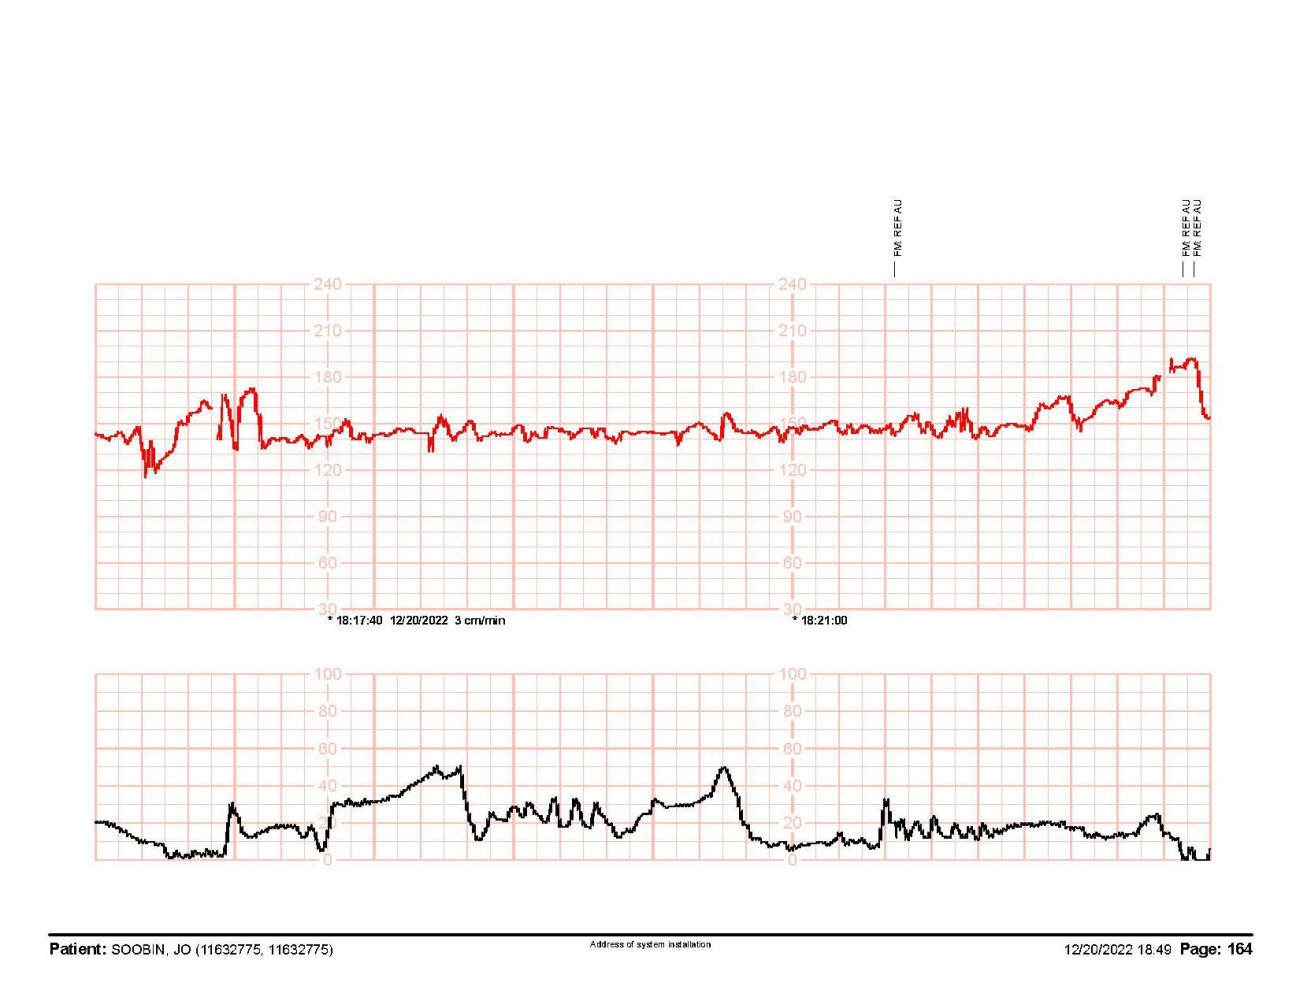 FM: REF AU
FM: REF AU
FM: REF AU
240 240
210 210
180 180
150 150
120 120
90 90
60 60
30 30
* 18:17:40 12/20/2022 3 cm/min * 18:21:00
100 100
80 80
60 60
40 40
20 20
0 0
Patient: SOOBIN, JO (11632775, 11632775) Address of system installation 12/20/2022 18:49 Page: 164